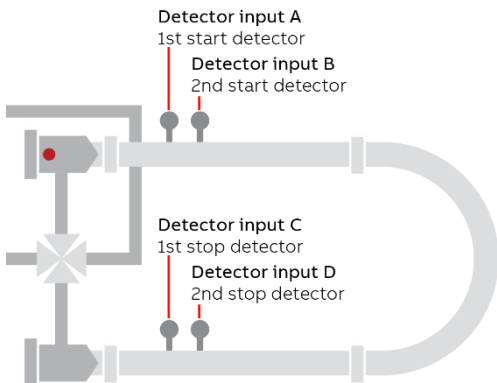 Detector input A
1st start detector
Detector input B
2nd start detector
Detector input C
1st stop detector
Detector input D
2nd stop detector